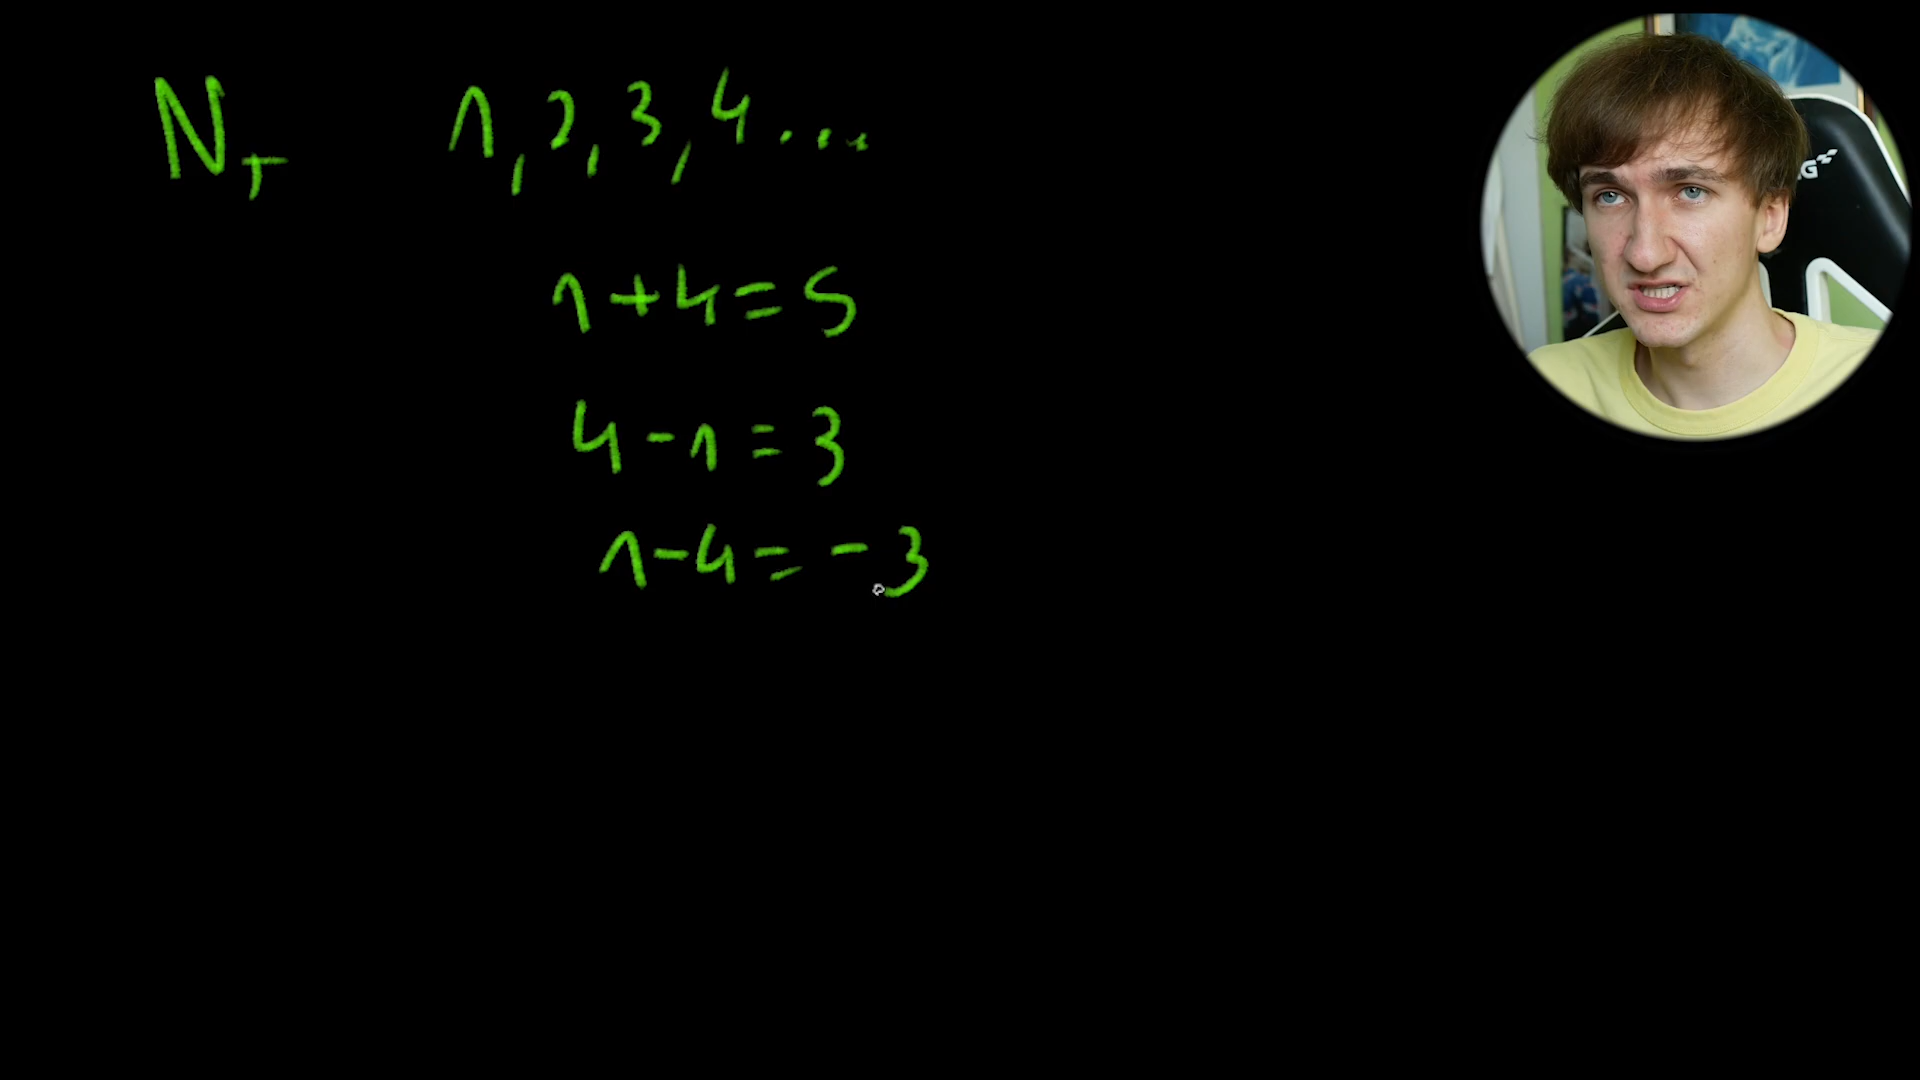 N+ 1, 2, 3, 4 ...
1+4=5
4-1=3
1-4=-3